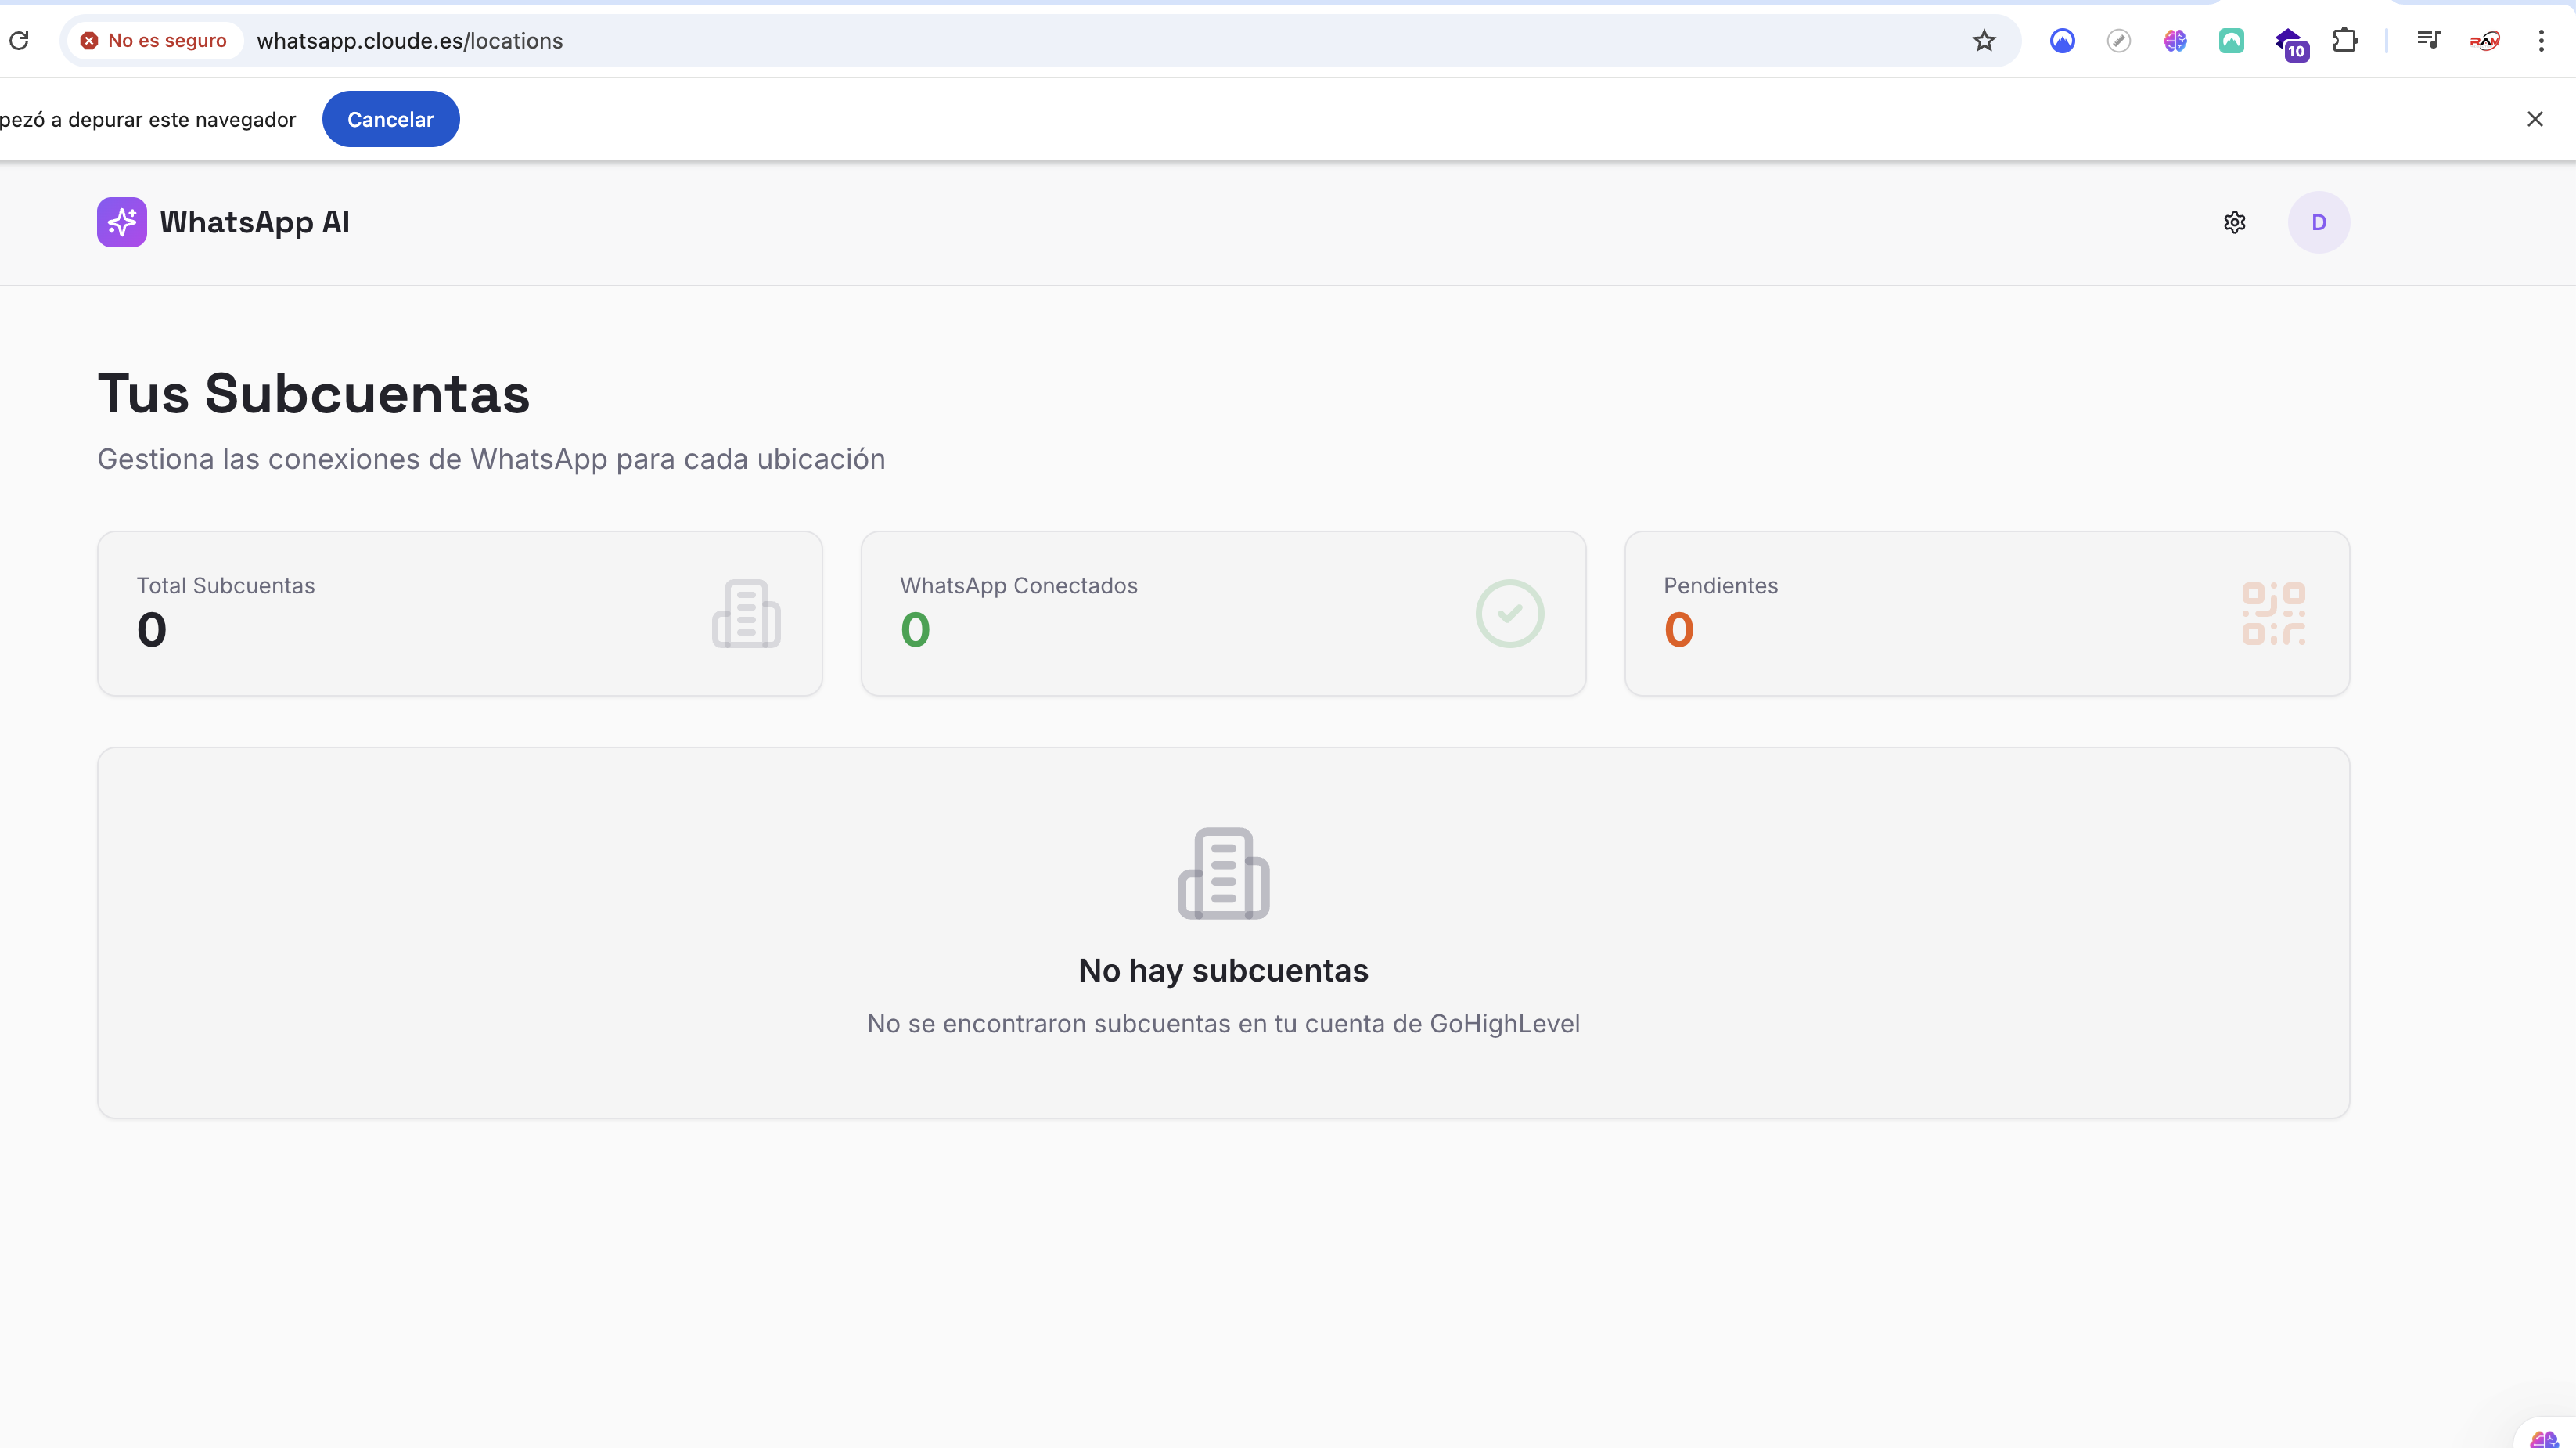 No es seguro
whatsapp.cloude.es/locations
10
RAM
pezó a depurar este navegador
Cancelar
WhatsApp AI
D
Tus Subcuentas
Gestiona las conexiones de WhatsApp para cada ubicación
Total Subcuentas
0
WhatsApp Conectados
0
Pendientes
0
No hay subcuentas
No se encontraron subcuentas en tu cuenta de GoHighLevel